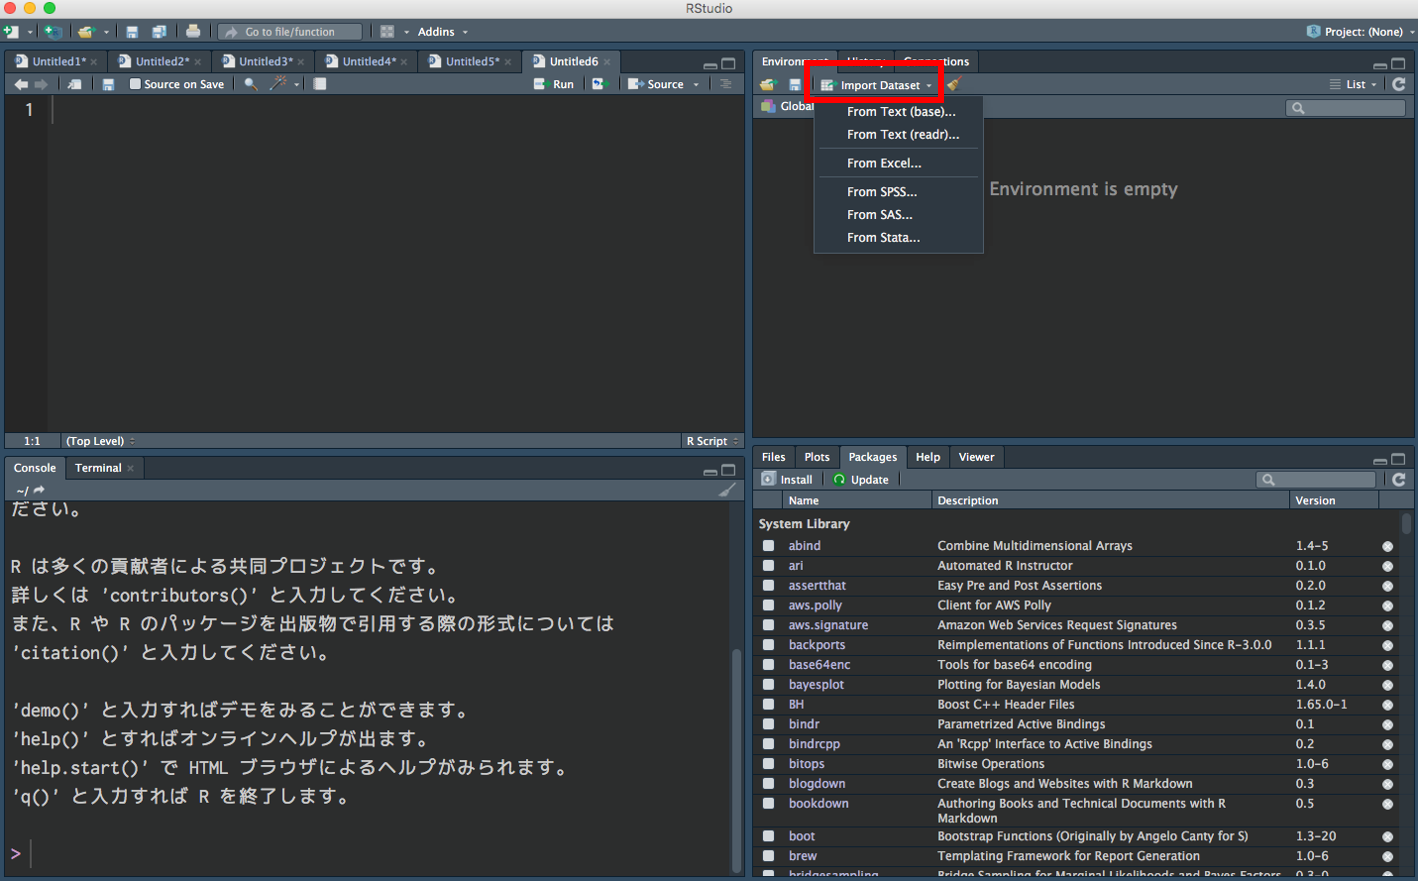 RStudio
Go to file/function
Addins
Project: (None)
Untitled1*
Untitled2*
Untitled3*
Untitled4*
Untitled5*
Untitled6
Source on Save
Run
Source
1
1:1
(Top Level)
R Script
Environment
History
Connections
Import Dataset
List
Global
From Text (base)...
From Text (readr)...
From Excel...
From SPSS...
From SAS...
From Stata...
Environment is empty
Console
Terminal
~/
ださい。
R は多くの貢献者による共同プロジェクトです。
詳しくは 'contributors()' と入力してください。
また、R や R のパッケージを出版物で引用する際の形式については
'citation()' と入力してください。
'demo()' と入力すればデモをみることができます。
'help()' とすればオンラインヘルプが出ます。
'help.start()' で HTML ブラウザによるヘルプがみられます。
'q()' と入力すれば R を終了します。
>
Files
Plots
Packages
Help
Viewer
Install
Update
Name Description Version
System Library
abind Combine Multidimensional Arrays 1.4-5
ari Automated R Instructor 0.1.0
assertthat Easy Pre and Post Assertions 0.2.0
aws.polly Client for AWS Polly 0.1.2
aws.signature Amazon Web Services Request Signatures 0.3.5
backports Reimplementations of Functions Introduced Since R-3.0.0 1.1.1
base64enc Tools for base64 encoding 0.1-3
bayesplot Plotting for Bayesian Models 1.4.0
BH Boost C++ Header Files 1.65.0-1
bindr Parametrized Active Bindings 0.1
bindrcpp An 'Rcpp' Interface to Active Bindings 0.2
bitops Bitwise Operations 1.0-6
blogdown Create Blogs and Websites with R Markdown 0.3
bookdown Authoring Books and Technical Documents with R 0.5
Markdown
boot Bootstrap Functions (Originally by Angelo Canty for S) 1.3-20
brew Templating Framework for Report Generation 1.0-6
bridgesampling Bridge Sampling for Marginal Likelihoods and Bayes Factors 0.3-0